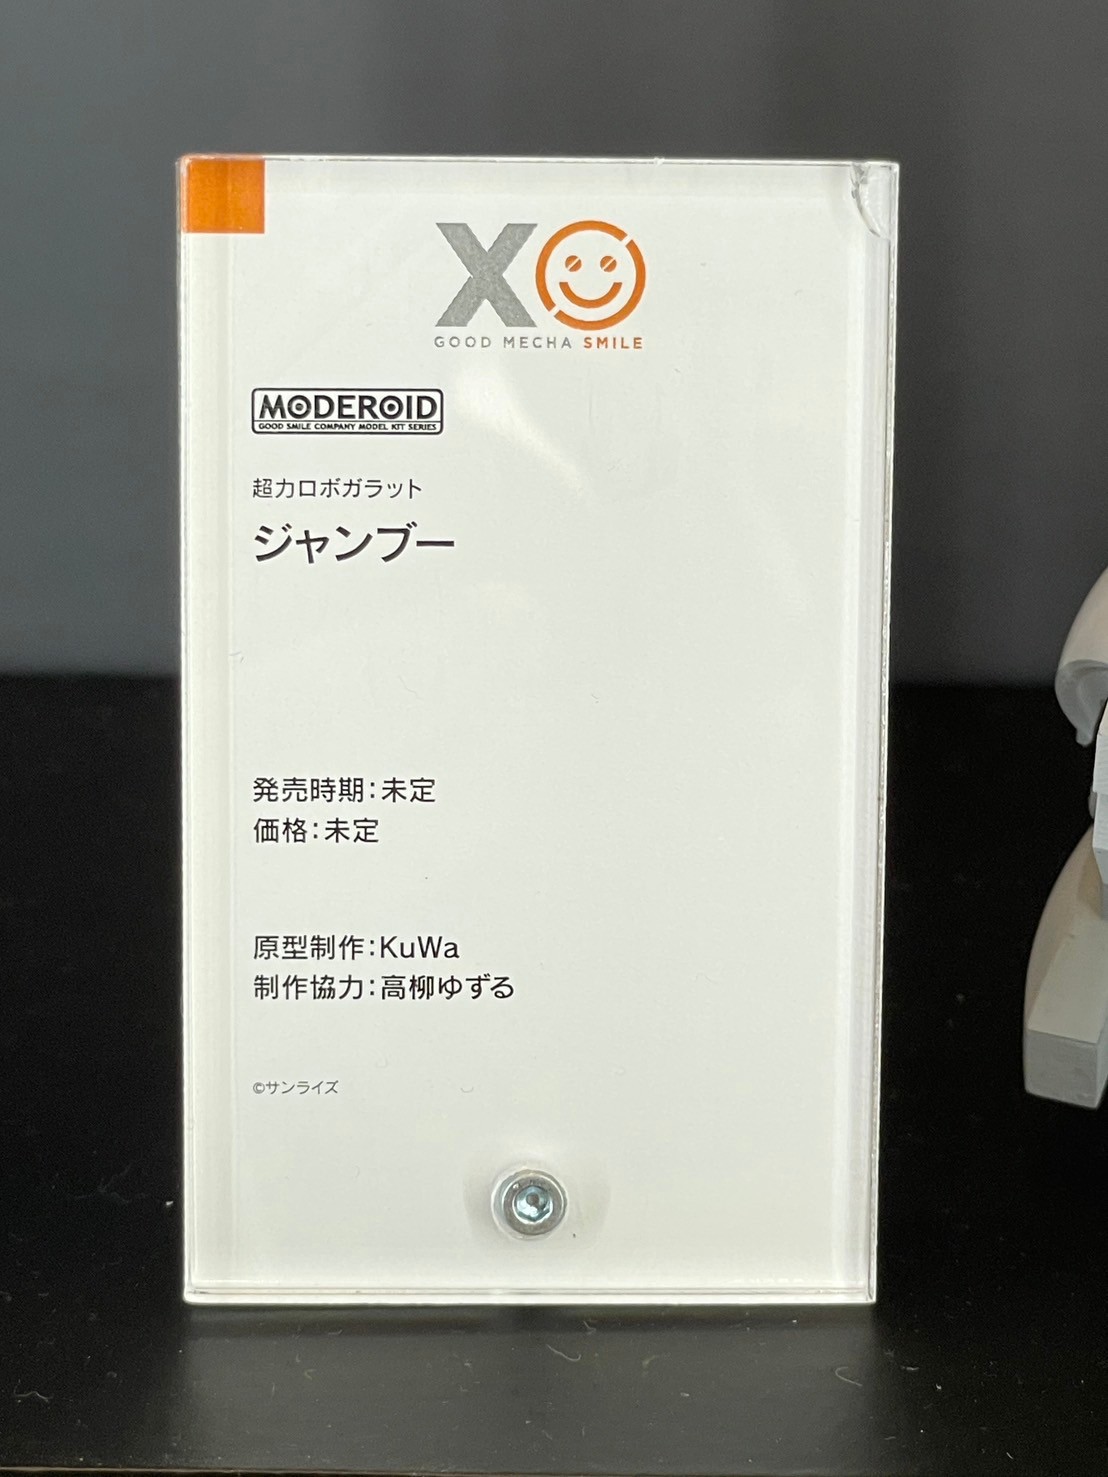 XO
GOOD MECHA SMILE
MODEROID
GOOD SMILE COMPANY MODEL KIT SERIES
超力ロボガラット
ジャンブー
発売時期：未定
価格：未定
原型制作：KuWa
制作協力：高柳ゆずる
©サンライズ